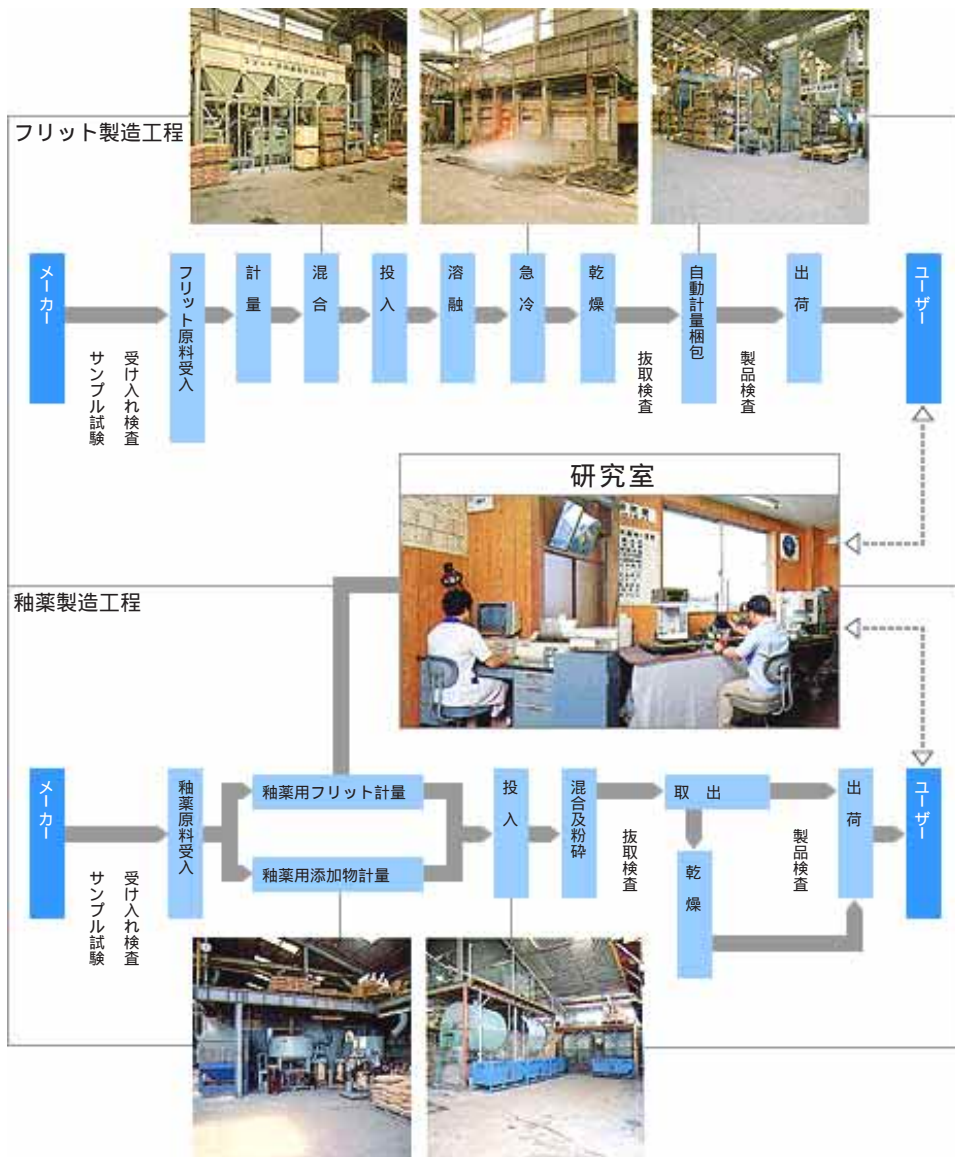 フリット製造工程
メーカー
サンプル試験
受け入れ検査
フリット原料受入
計量
混合
投入
溶融
急冷
乾燥
抜取検査
自動計量梱包
製品検査
出荷
ユーザー
研究室
釉薬製造工程
メーカー
サンプル試験
受け入れ検査
釉薬原料受入
釉薬用フリット計量
釉薬用添加物計量
投入
混合及粉砕
抜取検査
取 出
乾燥
製品検査
出荷
ユーザー